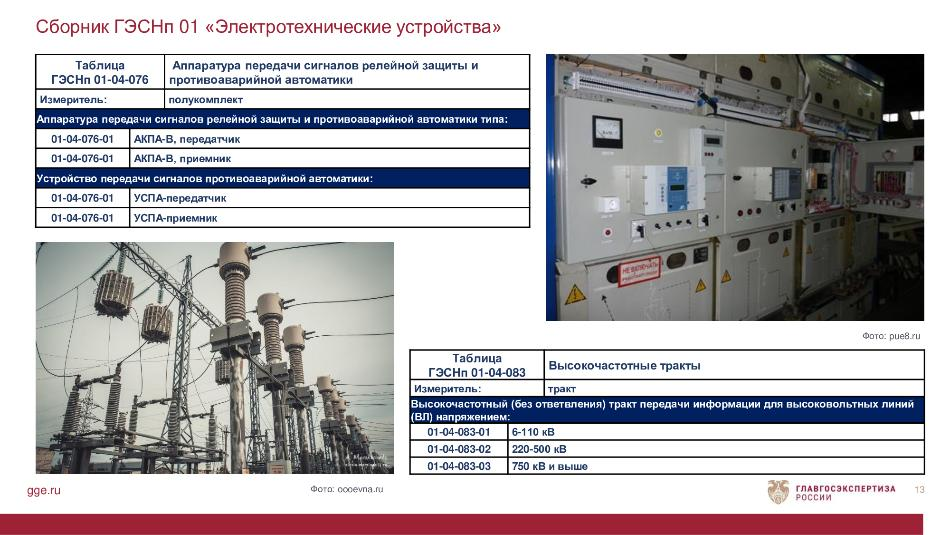 Сборник ГЭСНп 01 «Электротехнические устройства»
Таблица
ГЭСНп 01-04-076
Аппаратура передачи сигналов релейной защиты и
противоаварийной автоматики
Измеритель:
полукомплект
Аппаратура передачи сигналов релейной защиты и противоаварийной автоматики типа:
01-04-076-01
АКПА-В, передатчик
01-04-076-01
АКПА-В, приемник
Устройство передачи сигналов противоаварийной автоматики:
01-04-076-01
УСПА-передатчик
01-04-076-01
УСПА-приемник
НЕ ВКЛЮЧАТЬ
Фото: pue8.ru
Таблица
ГЭСНп 01-04-083
Высокочастотные тракты
Измеритель:
тракт
Высокочастотный (без ответвления) тракт передачи информации для высоковольтных линий
(ВЛ) напряжением:
01-04-083-01
6-110 кВ
01-04-083-02
220-500 кВ
01-04-083-03
750 кВ и выше
gge.ru
Фото: oooevna.ru
ГЛАВГОСЭКСПЕРТИЗА
РОССИИ
13